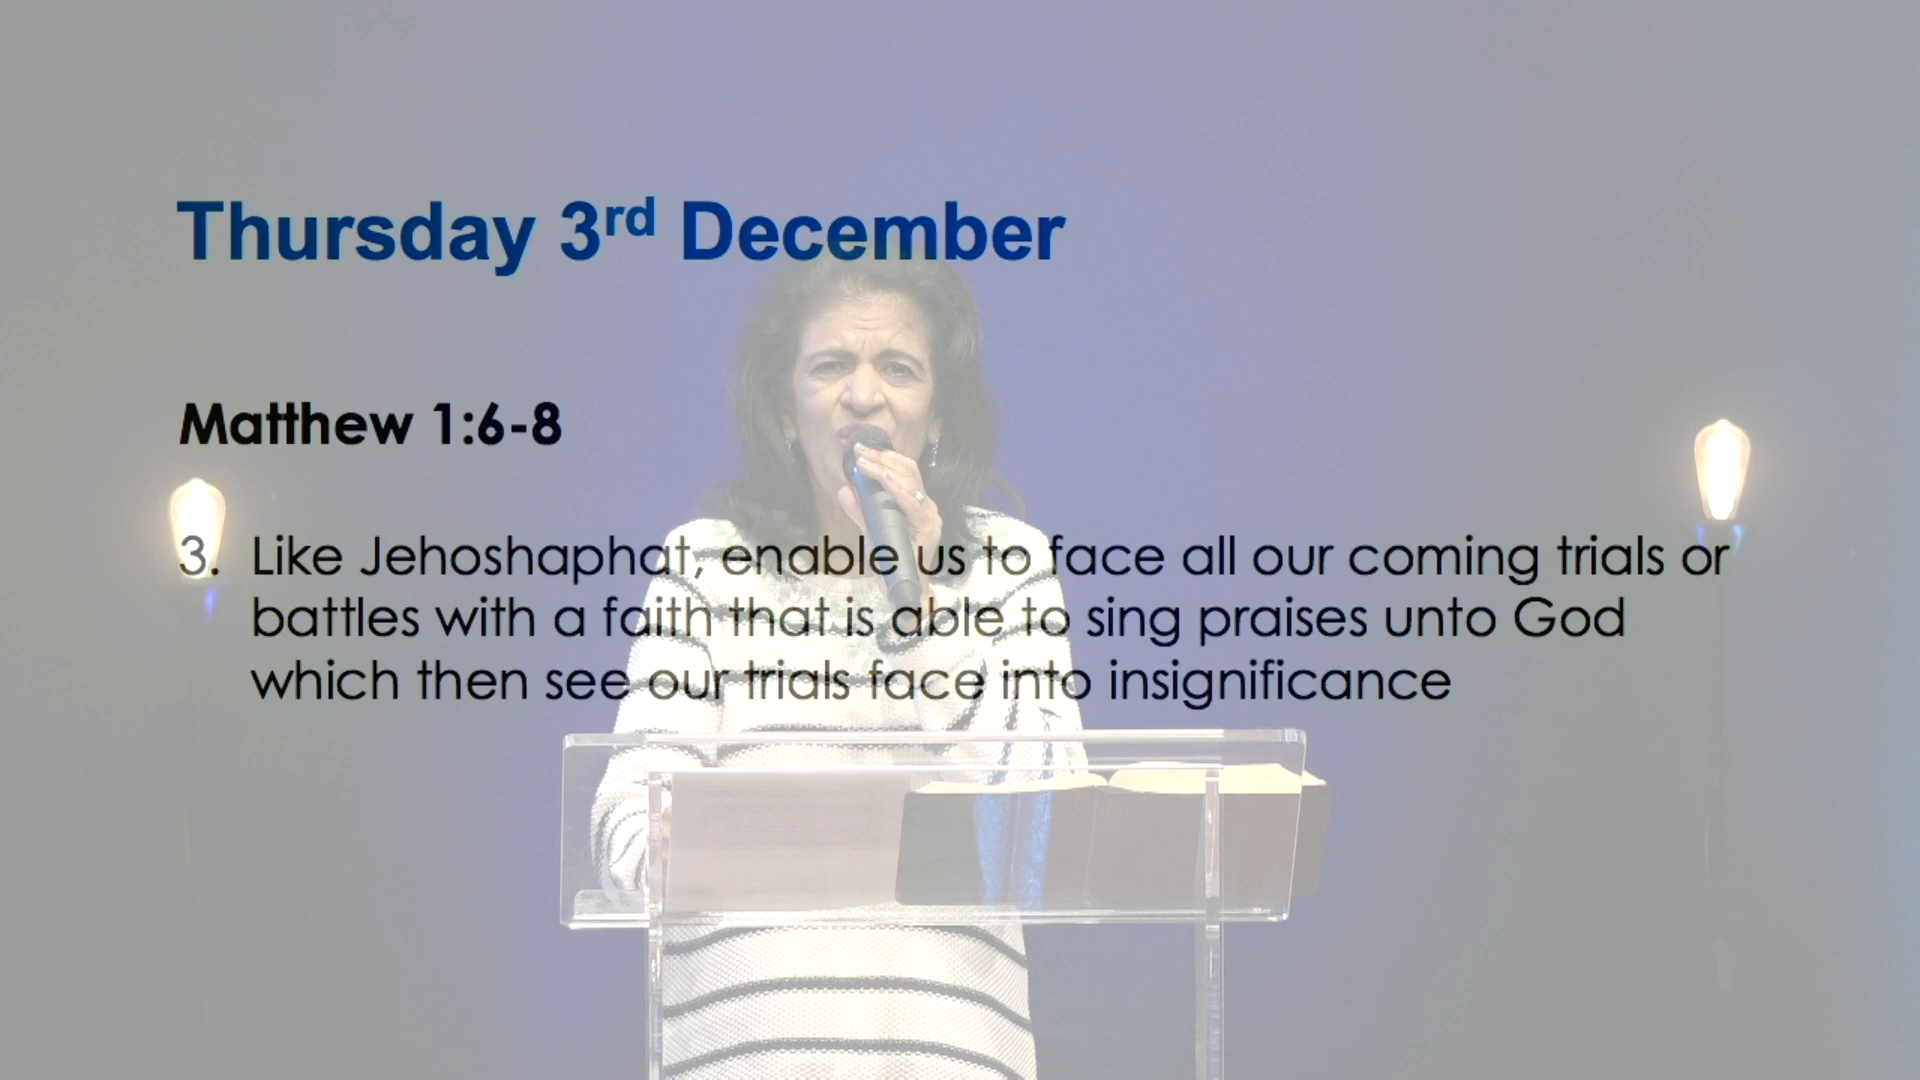 Thursday 3rd December
Matthew 1:6-8
3. Like Jehoshaphat, enable us to face all our coming trials or
battles with a faith that is able to sing praises unto God
which then see our trials face into insignificance